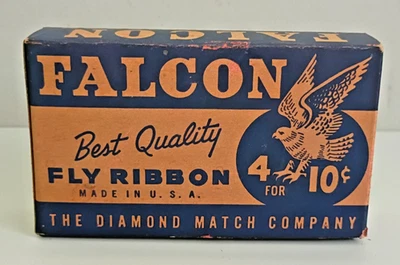 FALCON
FALCON
Best Quality
FLY RIBBON
MADE IN U.S.A.
4 FOR 10¢
THE DIAMOND MATCH COMPANY